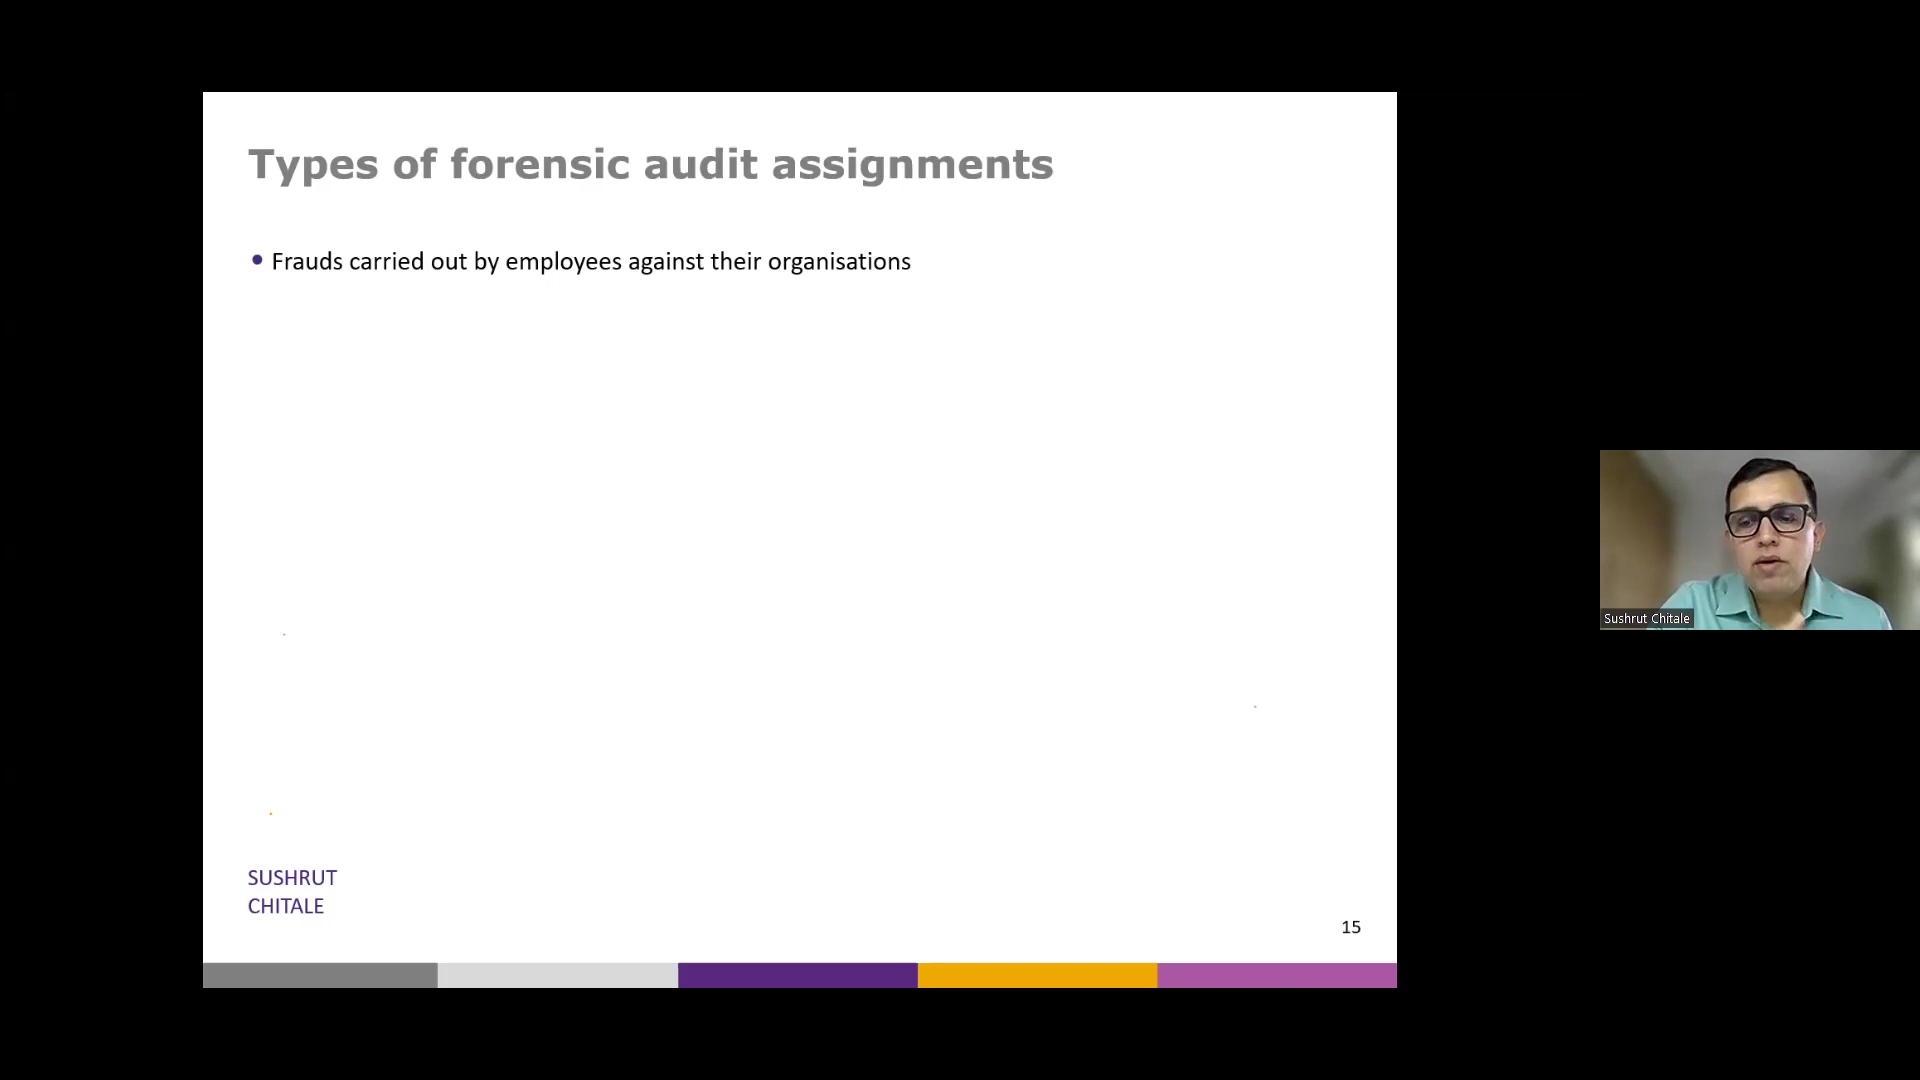 Types of forensic audit assignments
• Frauds carried out by employees against their organisations
SUSHRUT
CHITALE
15
Sushrut Chitale